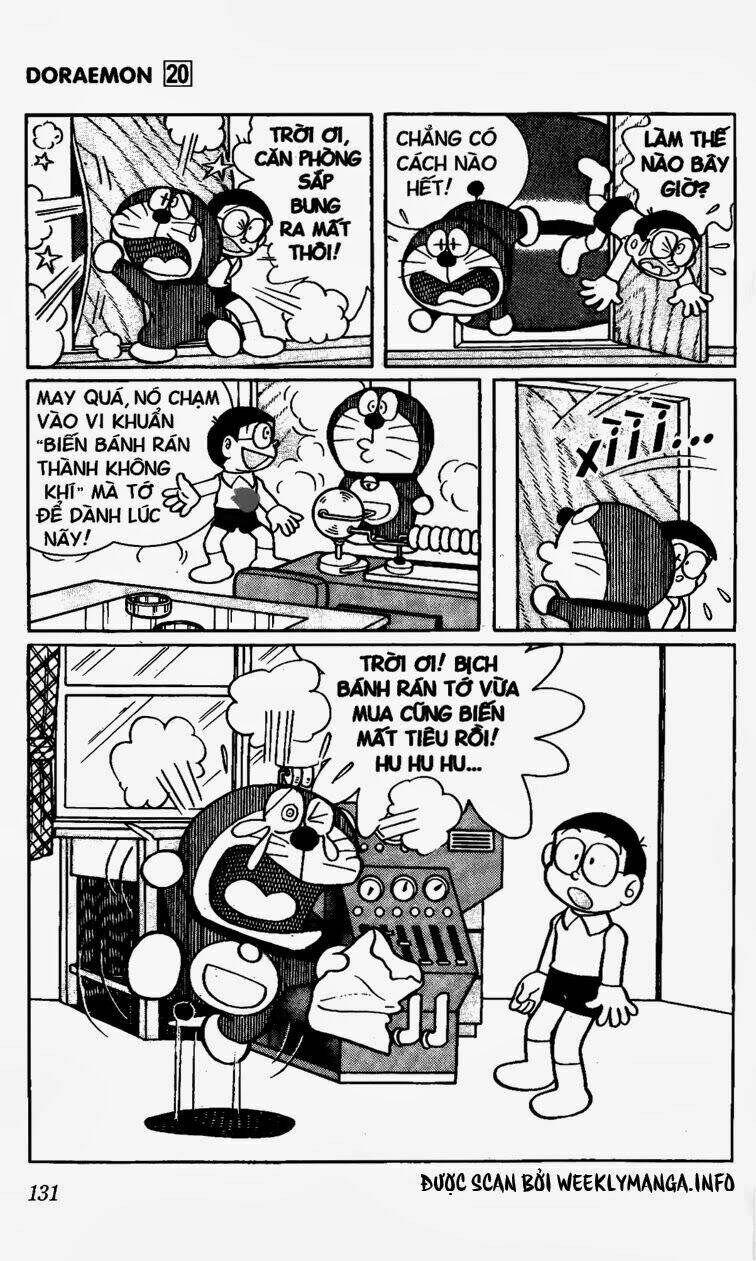 DORAEMON 20
TRỜI ƠI,
CĂN PHÒNG
SẮP
BUNG
RA MẤT
THÔI!
CHẲNG CÓ
CÁCH NÀO
HẾT!
LÀM THẾ
NÀO BÂY
GIỜ?
MAY QUÁ, NÓ CHẠM
VÀO VI KHUẨN
"BIẾN BÁNH RÁN
THÀNH KHÔNG
KHÍ" MÀ TỚ
ĐỂ DÀNH LÚC
NÃY!
XÌÌÌ...
TRỜI ƠI! BỊCH
BÁNH RÁN TỚ VỪA
MUA CŨNG BIẾN
MẤT TIÊU RỒI!
HU HU HU...
131
ĐƯỢC SCAN BỞI WEEKLYMANGA.INFO